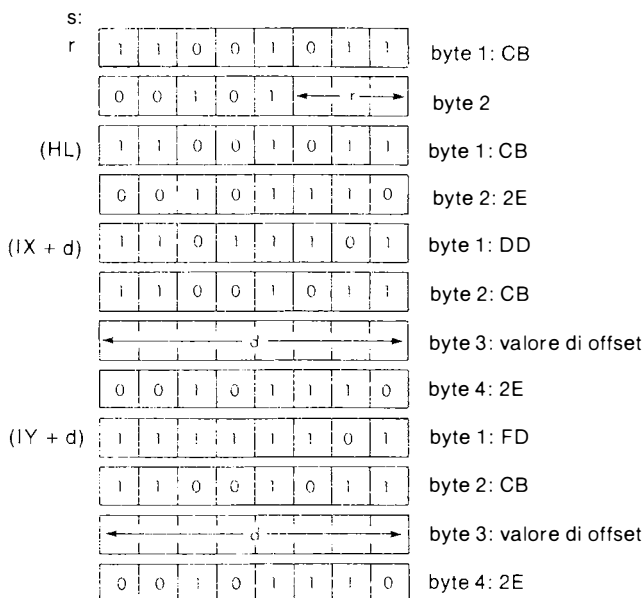 s:
r 1 1 0 0 1 0 1 1 byte 1: CB
0 0 1 0 1 r byte 2
(HL) 1 1 0 0 1 0 1 1 byte 1: CB
0 0 1 0 1 1 1 0 byte 2: 2E
(IX + d) 1 1 0 1 1 1 0 1 byte 1: DD
1 1 0 0 1 0 1 1 byte 2: CB
d byte 3: valore di offset
0 0 1 0 1 1 1 0 byte 4: 2E
(IY + d) 1 1 1 1 1 1 0 1 byte 1: FD
1 1 0 0 1 0 1 1 byte 2: CB
d byte 3: valore di offset
0 0 1 0 1 1 1 0 byte 4: 2E